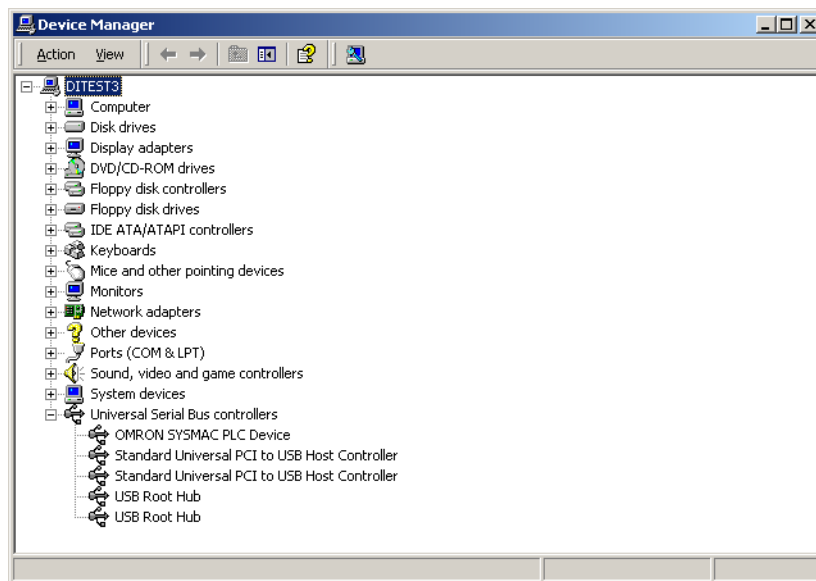 Device Manager
Action View
DITEST3
Computer
Disk drives
Display adapters
DVD/CD-ROM drives
Floppy disk controllers
Floppy disk drives
IDE ATA/ATAPI controllers
Keyboards
Mice and other pointing devices
Monitors
Network adapters
Other devices
Ports (COM & LPT)
Sound, video and game controllers
System devices
Universal Serial Bus controllers
OMRON SYSMAC PLC Device
Standard Universal PCI to USB Host Controller
Standard Universal PCI to USB Host Controller
USB Root Hub
USB Root Hub